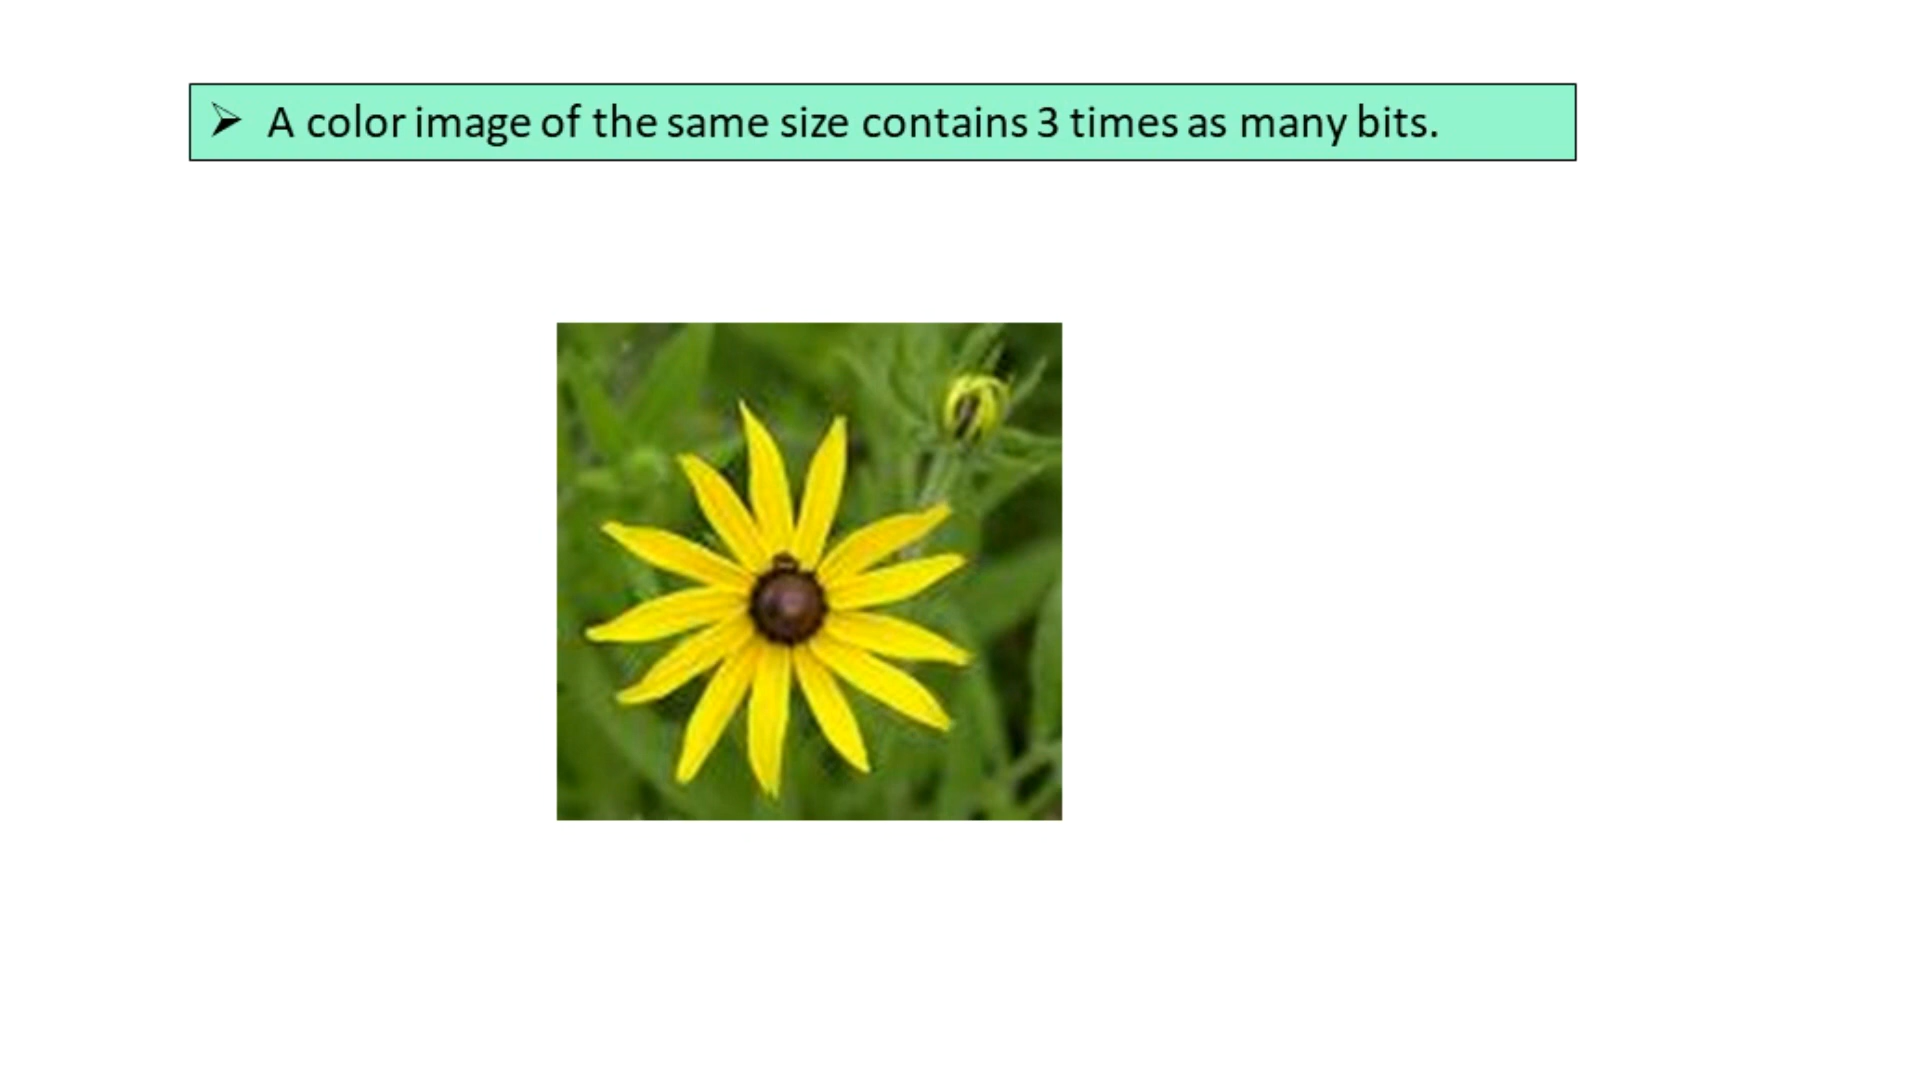 ➢ A color image of the same size contains 3 times as many bits.